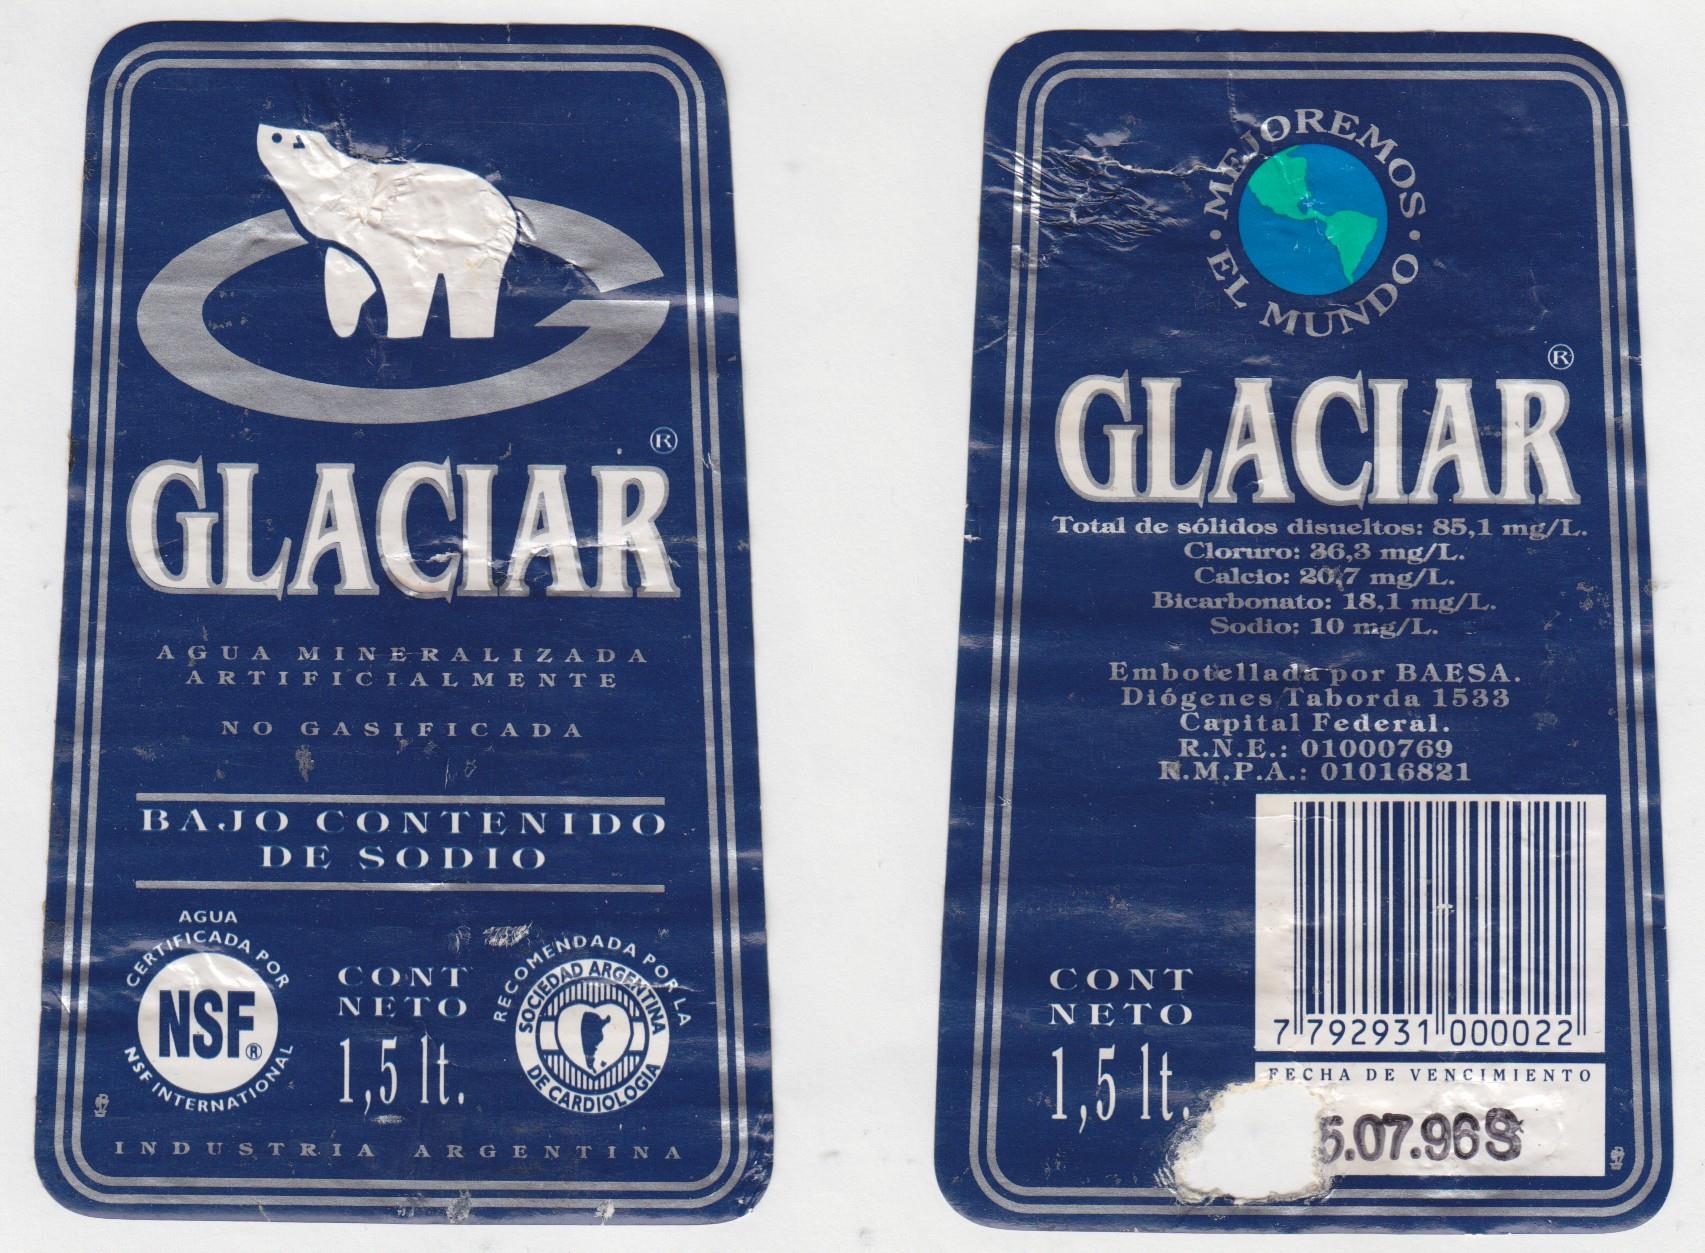 GLACIAR ®
AGUA MINERALIZADA
ARTIFICIALMENTE
NO GASIFICADA
BAJO CONTENIDO
DE SODIO
AGUA
CERTIFICADA POR
NSF®
NSF INTERNATIONAL
CONT
NETO
1,5 lt.
RECOMENDADA POR LA
SOCIEDAD ARGENTINA
DE CARDIOLOGIA
INDUSTRIA ARGENTINA
MEJOREMOS
EL MUNDO
GLACIAR ®
Total de sólidos disueltos: 85,1 mg/L.
Cloruro: 36,3 mg/L.
Calcio: 20,7 mg/L.
Bicarbonato: 18,1 mg/L.
Sodio: 10 mg/L.
Embotellada por BAESA.
Diógenes Taborda 1533
Capital Federal.
R.N.E.: 01000769
R.M.P.A.: 01016821
7 792931 000022
CONT
NETO
1,5 lt.
FECHA DE VENCIMIENTO
5.07.96S